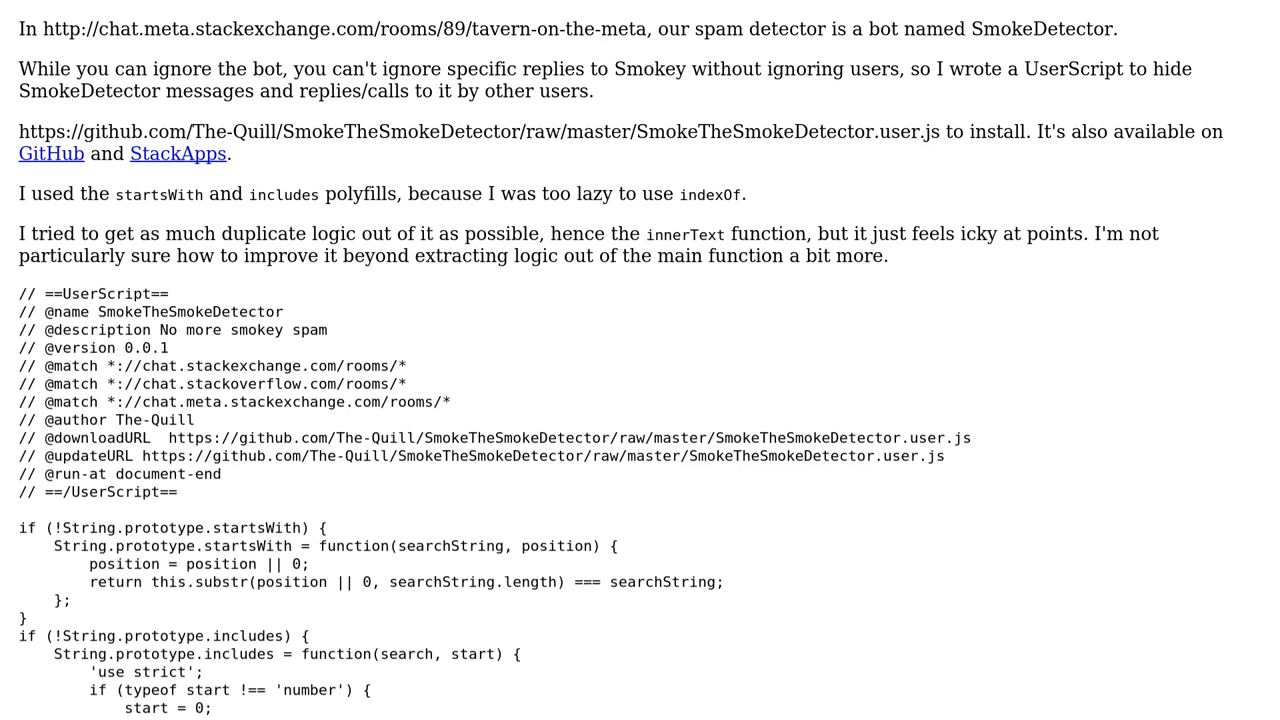 In http://chat.meta.stackexchange.com/rooms/89/tavern-on-the-meta, our spam detector is a bot named SmokeDetector.
While you can ignore the bot, you can't ignore specific replies to Smokey without ignoring users, so I wrote a UserScript to hide
SmokeDetector messages and replies/calls to it by other users.
https://github.com/The-Quill/SmokeTheSmokeDetector/raw/master/SmokeTheSmokeDetector.user.js to install. It's also available on
GitHub and StackApps.
I used the startsWith and includes polyfills, because I was too lazy to use indexOf.
I tried to get as much duplicate logic out of it as possible, hence the innerText function, but it just feels icky at points. I'm not
particularly sure how to improve it beyond extracting logic out of the main function a bit more.
// ==UserScript==
// @name SmokeTheSmokeDetector
// @description No more smokey spam
// @version 0.0.1
// @match *://chat.stackexchange.com/rooms/*
// @match *://chat.stackoverflow.com/rooms/*
// @match *://chat.meta.stackexchange.com/rooms/*
// @author The-Quill
// @downloadURL  https://github.com/The-Quill/SmokeTheSmokeDetector/raw/master/SmokeTheSmokeDetector.user.js
// @updateURL https://github.com/The-Quill/SmokeTheSmokeDetector/raw/master/SmokeTheSmokeDetector.user.js
// @run-at document-end
// ==/UserScript==
if (!String.prototype.startsWith) {
    String.prototype.startsWith = function(searchString, position) {
        position = position || 0;
        return this.substr(position || 0, searchString.length) === searchString;
    };
}
if (!String.prototype.includes) {
    String.prototype.includes = function(search, start) {
        'use strict';
        if (typeof start !== 'number') {
            start = 0;